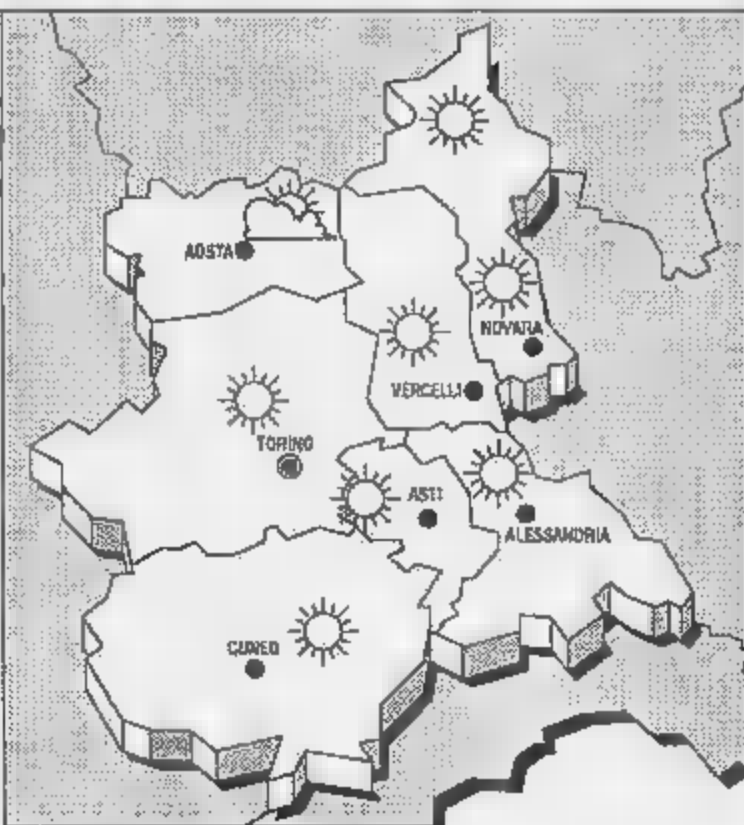 AOSTA
NOVARA
VERCELLI
TORINO
ASTI
ALESSANDRIA
CUNEO